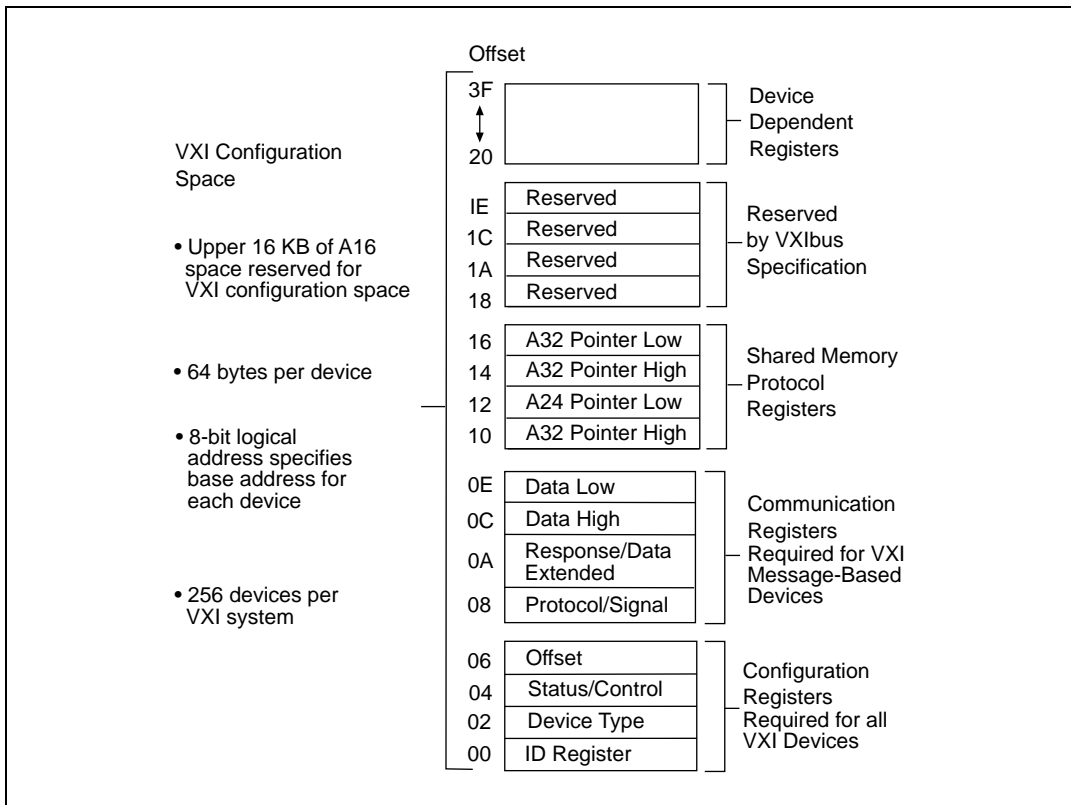 Offset
VXI Configuration
Space
• Upper 16 KB of A16
space reserved for
VXI configuration space
• 64 bytes per device
• 8-bit logical
address specifies
base address for
each device
• 256 devices per
VXI system
3F
20
Device
Dependent
Registers
IE Reserved
1C Reserved
1A Reserved
18 Reserved
Reserved
by VXIbus
Specification
16 A32 Pointer Low
14 A32 Pointer High
12 A24 Pointer Low
10 A32 Pointer High
Shared Memory
Protocol
Registers
0E Data Low
0C Data High
0A Response/Data
Extended
08 Protocol/Signal
Communication
Registers
Required for VXI
Message-Based
Devices
06 Offset
04 Status/Control
02 Device Type
00 ID Register
Configuration
Registers
Required for all
VXI Devices